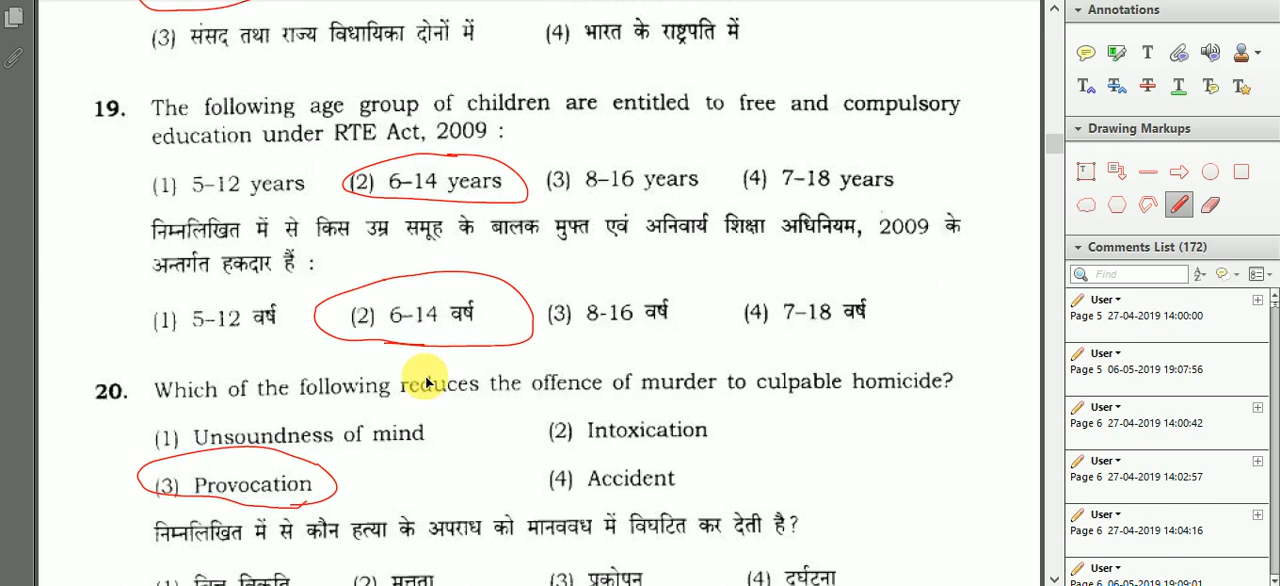 (3) संसद तथा राज्य विधायिका दोनों में (4) भारत के राष्ट्रपति में
19. The following age group of children are entitled to free and compulsory
education under RTE Act, 2009 :
(1) 5–12 years (2) 6–14 years (3) 8–16 years (4) 7–18 years
निम्नलिखित में से किस उम्र समूह के बालक मुफ्त एवं अनिवार्य शिक्षा अधिनियम, 2009 के
अन्तर्गत हकदार हैं :
(1) 5–12 वर्ष (2) 6–14 वर्ष (3) 8-16 वर्ष (4) 7–18 वर्ष
20. Which of the following reduces the offence of murder to culpable homicide?
(1) Unsoundness of mind (2) Intoxication
(3) Provocation (4) Accident
निम्नलिखित में से कौन हत्या के अपराध को मानववध में विघटित कर देती है?
(2) मत्तता (3) प्रकोपन (4) दुर्घटना
Annotations
Drawing Markups
Comments List (172)
Find
User
Page 5 27-04-2019 14:00:00
User
Page 5 06-05-2019 19:07:56
User
Page 6 27-04-2019 14:00:42
User
Page 6 27-04-2019 14:02:57
User
Page 6 27-04-2019 14:04:16
User
Page 6 06-05-2019 19:09:01